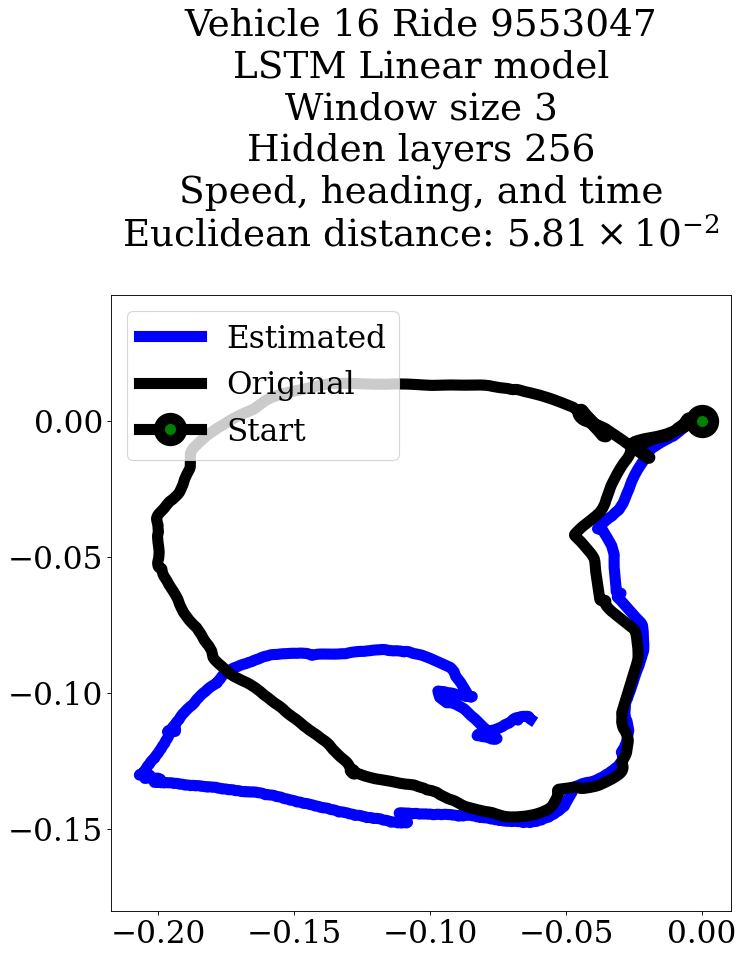 Vehicle 16 Ride 9553047
LSTM Linear model
Window size 3
Hidden layers 256
Speed, heading, and time
Euclidean distance: 5.81 × 10⁻²
Estimated
Original
Start
0.00
−0.05
−0.10
−0.15
−0.20 −0.15 −0.10 −0.05 0.00